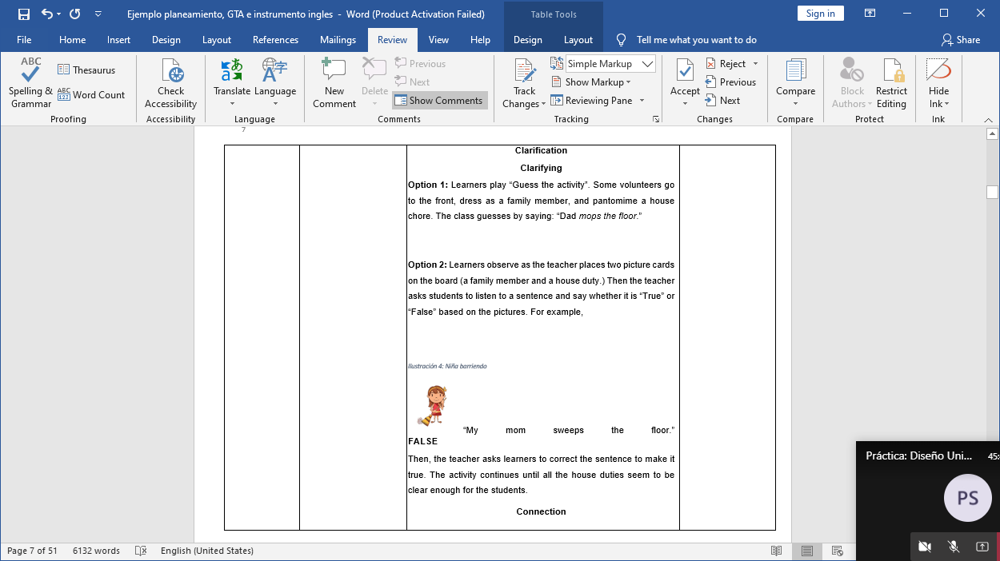 Ejemplo planeamiento, GTA e instrumento ingles - Word (Product Activation Failed)
Table Tools
Sign in
File Home Insert Design Layout References Mailings Review View Help Design Layout Tell me what you want to do Share
ABC
Spelling &
Grammar
Thesaurus
ABC
123
Word Count
Proofing
Check
Accessibility
Accessibility
Translate
Language
Language
New
Comment
Delete
Previous
Next
Show Comments
Comments
Track
Changes
Simple Markup
Show Markup
Reviewing Pane
Tracking
Accept
Reject
Previous
Next
Changes
Compare
Compare
Block
Authors
Restrict
Editing
Protect
Hide
Ink
Ink
7
Clarification
Clarifying
Option 1: Learners play “Guess the activity”. Some volunteers go
to the front, dress as a family member, and pantomime a house
chore. The class guesses by saying: “Dad mops the floor.”
Option 2: Learners observe as the teacher places two picture cards
on the board (a family member and a house duty.) Then the teacher
asks students to listen to a sentence and say whether it is “True” or
“False” based on the pictures. For example,
Ilustración 4: Niña barriendo
“My mom sweeps the floor.”
FALSE
Then, the teacher asks learners to correct the sentence to make it
true. The activity continues until all the house duties seem to be
clear enough for the students.
Connection
Práctica: Diseño Uni... 45:
PS
Page 7 of 51 6132 words English (United States)